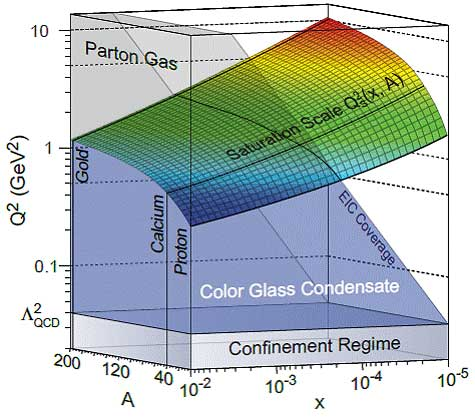 10
Parton Gas
Saturation Scale Q²ₛ(x, A)
Q² (GeV²)
1
Gold
Calcium
Proton
EIC Coverage
0.1
Color Glass Condensate
Λ²QCD
Confinement Regime
200
120
40
10⁻²
10⁻³
10⁻⁴
10⁻⁵
A
x